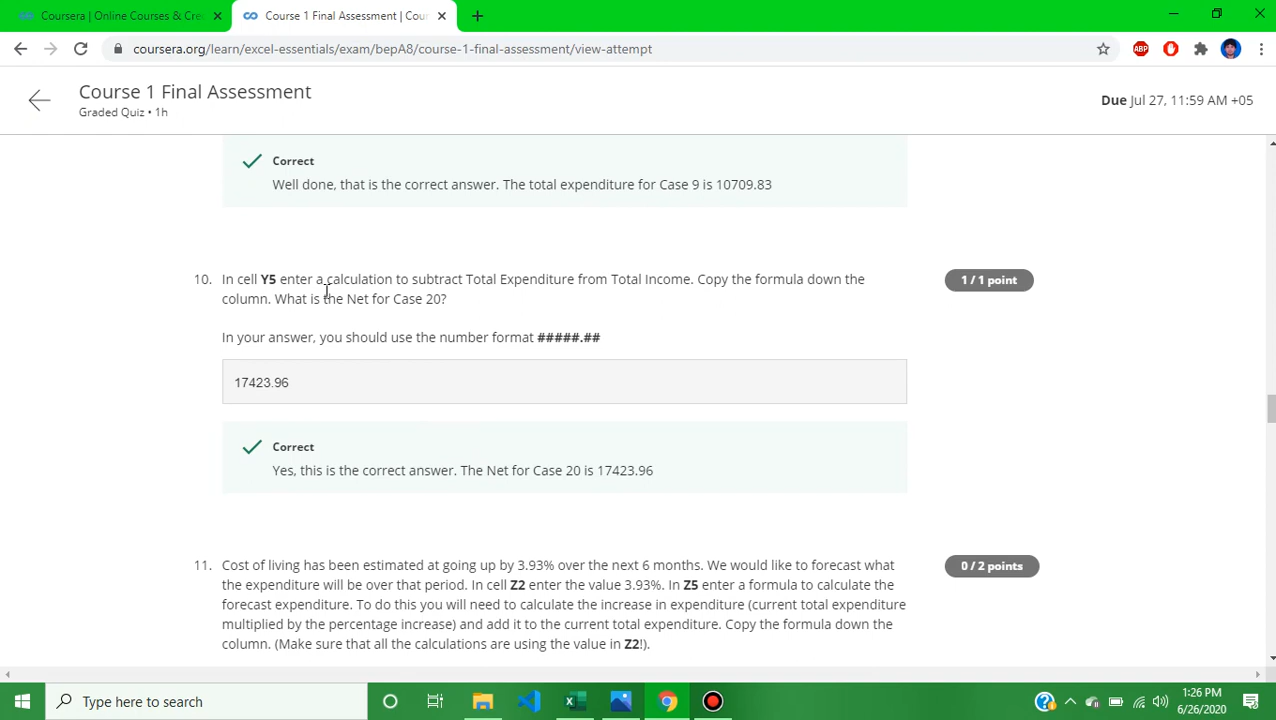 Coursera | Online Courses & Cre
Course 1 Final Assessment | Cou
coursera.org/learn/excel-essentials/exam/bepA8/course-1-final-assessment/view-attempt
ABP
Course 1 Final Assessment
Graded Quiz • 1h
Due Jul 27, 11:59 AM +05
Correct
Well done, that is the correct answer. The total expenditure for Case 9 is 10709.83
10. In cell Y5 enter a calculation to subtract Total Expenditure from Total Income. Copy the formula down the
column. What is the Net for Case 20?
1 / 1 point
In your answer, you should use the number format #####.##
17423.96
Correct
Yes, this is the correct answer. The Net for Case 20 is 17423.96
11. Cost of living has been estimated at going up by 3.93% over the next 6 months. We would like to forecast what
the expenditure will be over that period. In cell Z2 enter the value 3.93%. In Z5 enter a formula to calculate the
forecast expenditure. To do this you will need to calculate the increase in expenditure (current total expenditure
multiplied by the percentage increase) and add it to the current total expenditure. Copy the formula down the
column. (Make sure that all the calculations are using the value in Z2!).
0 / 2 points
Type here to search
1:26 PM
6/26/2020